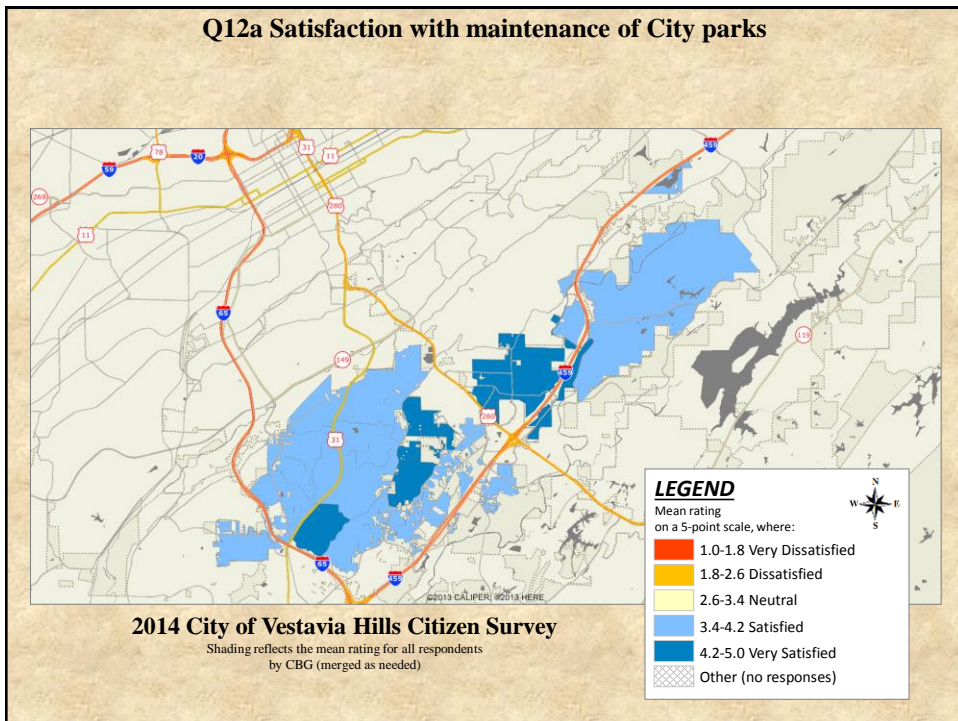 Q12a Satisfaction with maintenance of City parks
459
31
78
11
20
59
280
269
11
65
119
149
459
31
280
65
459
©2013 CALIPER; ©2013 HERE
LEGEND
Mean rating
on a 5-point scale, where:
N
W E
S
1.0-1.8 Very Dissatisfied
1.8-2.6 Dissatisfied
2.6-3.4 Neutral
3.4-4.2 Satisfied
4.2-5.0 Very Satisfied
Other (no responses)
2014 City of Vestavia Hills Citizen Survey
Shading reflects the mean rating for all respondents
by CBG (merged as needed)